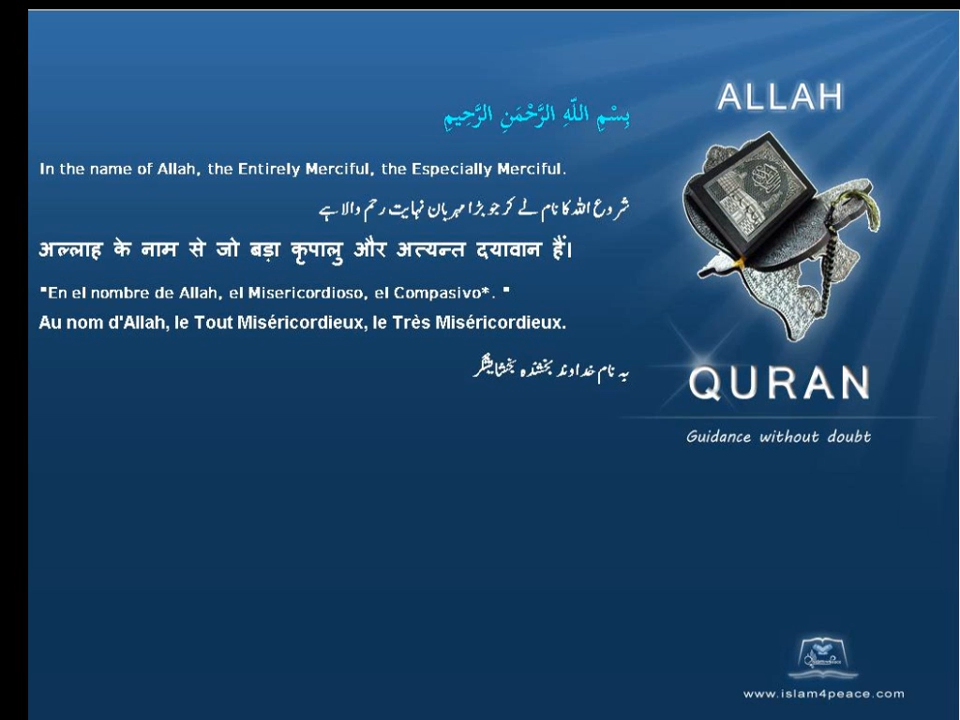 بِسْمِ اللَّهِ الرَّحْمَنِ الرَّحِيمِ
In the name of Allah, the Entirely Merciful, the Especially Merciful.
شروع الله کا نام لے کر جو بڑا مہربان نہایت رحم والا ہے
अल्लाह के नाम से जो बड़ा कृपालु और अत्यन्त दयावान हैं।
"En el nombre de Allah, el Misericordioso, el Compasivo*. "
Au nom d'Allah, le Tout Miséricordieux, le Très Miséricordieux.
به نام خداوند بخشنده بخشایشگر
ALLAH
QURAN
Guidance without doubt
www.islam4peace.com